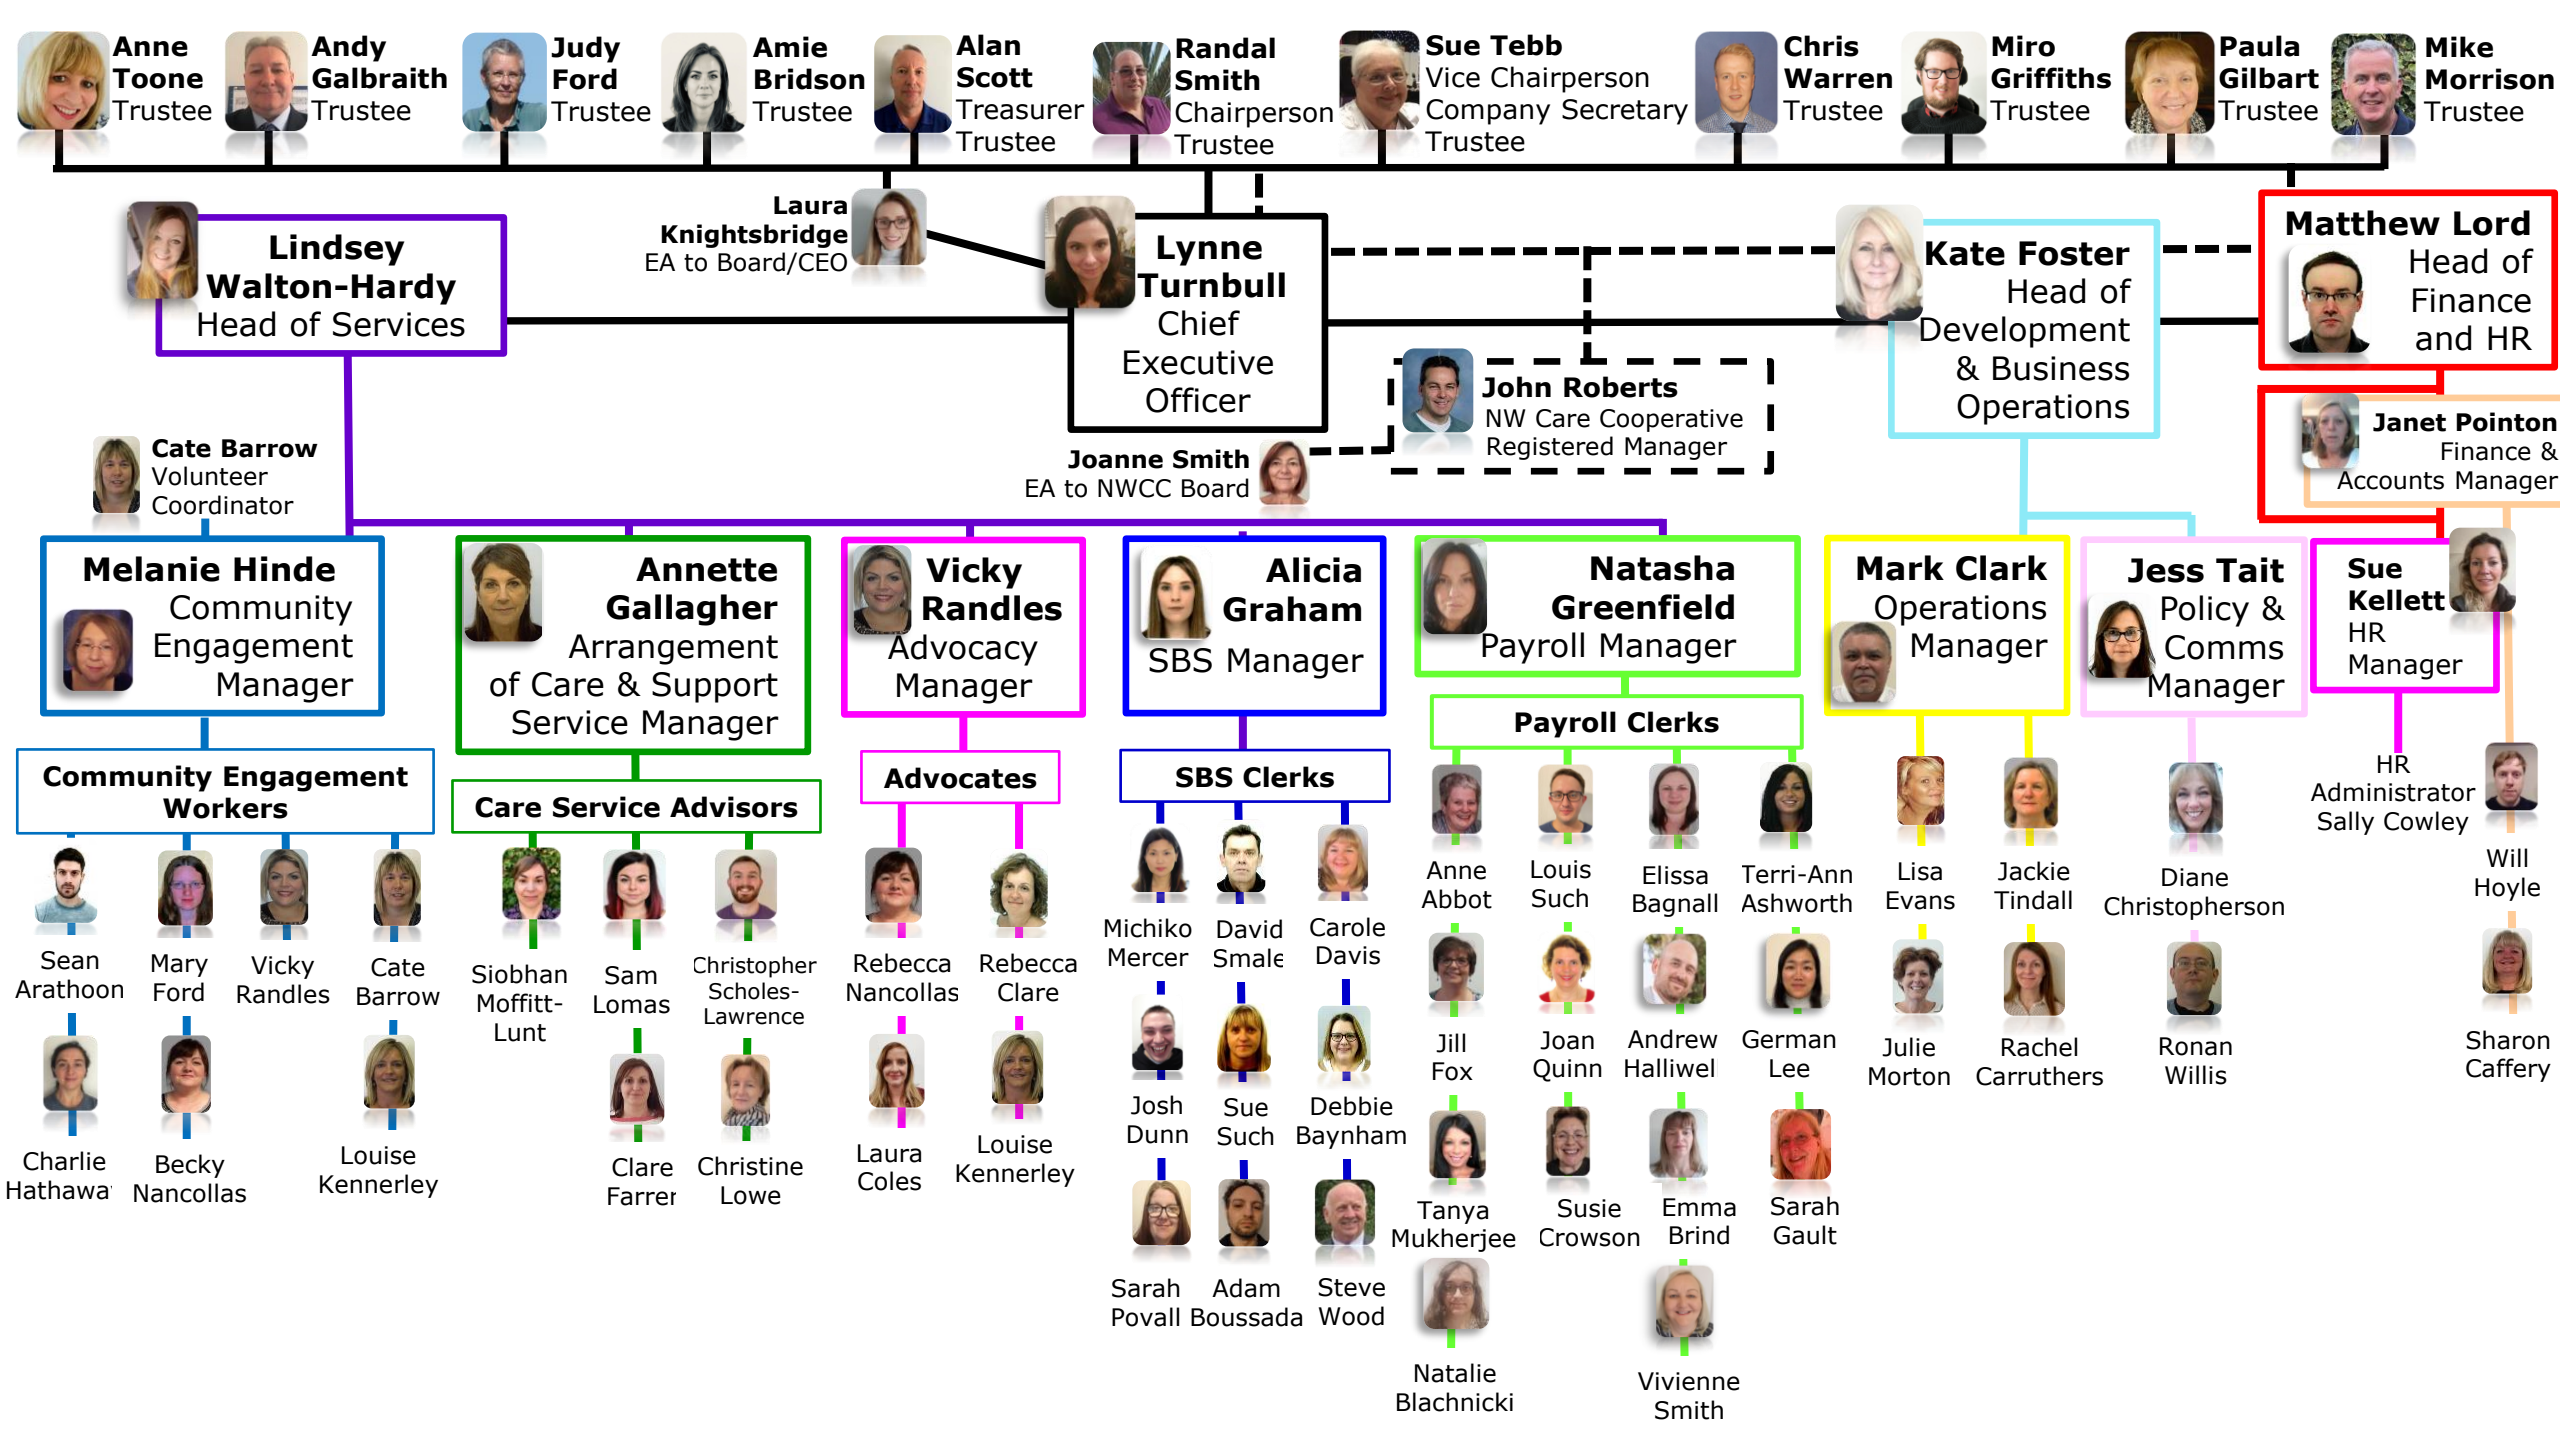 Anne
Toone
Trustee
Andy
Galbraith
Trustee
Judy
Ford
Trustee
Amie
Bridson
Trustee
Alan
Scott
Treasurer
Trustee
Randal
Smith
Chairperson
Trustee
Sue Tebb
Vice Chairperson
Company Secretary
Trustee
Chris
Warren
Trustee
Miro
Griffiths
Trustee
Paula
Gilbart
Trustee
Mike
Morrison
Trustee
Laura
Knightsbridge
EA to Board/CEO
Lindsey
Walton-Hardy
Head of Services
Lynne
Turnbull
Chief
Executive
Officer
Kate Foster
Head of
Development
& Business
Operations
Matthew Lord
Head of
Finance
and HR
John Roberts
NW Care Cooperative
Registered Manager
Joanne Smith
EA to NWCC Board
Janet Pointon
Finance &
Accounts Manager
Cate Barrow
Volunteer
Coordinator
Melanie Hinde
Community
Engagement
Manager
Annette
Gallagher
Arrangement
of Care & Support
Service Manager
Vicky
Randles
Advocacy
Manager
Alicia
Graham
SBS Manager
Natasha
Greenfield
Payroll Manager
Mark Clark
Operations
Manager
Jess Tait
Policy &
Comms
Manager
Sue
Kellett
HR
Manager
Community Engagement
Workers
Care Service Advisors
Advocates
SBS Clerks
Payroll Clerks
HR
Administrator
Sally Cowley
Sean
Arathoon
Mary
Ford
Vicky
Randles
Cate
Barrow
Charlie
Hathawa
Becky
Nancollas
Louise
Kennerley
Siobhan
Moffitt-
Lunt
Sam
Lomas
Christopher
Scholes-
Lawrence
Clare
Farrer
Christine
Lowe
Rebecca
Nancollas
Rebecca
Clare
Laura
Coles
Louise
Kennerley
Michiko
Mercer
David
Smale
Carole
Davis
Josh
Dunn
Sue
Such
Debbie
Baynham
Sarah
Povall
Adam
Boussada
Steve
Wood
Anne
Abbot
Louis
Such
Elissa
Bagnall
Terri-Ann
Ashworth
Jill
Fox
Joan
Quinn
Andrew
Halliwell
German
Lee
Tanya
Mukherjee
Susie
Crowson
Emma
Brind
Sarah
Gault
Natalie
Blachnicki
Vivienne
Smith
Lisa
Evans
Jackie
Tindall
Julie
Morton
Rachel
Carruthers
Diane
Christopherson
Ronan
Willis
Will
Hoyle
Sharon
Caffery